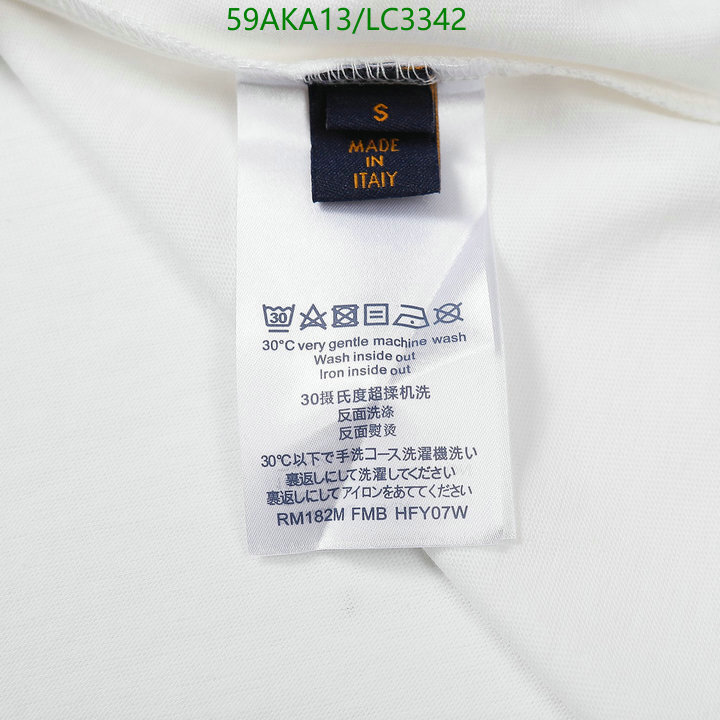 59AKA13/LC3342
S
MADE
IN
ITALY
30
30°C very gentle machine wash
Wash inside out
Iron inside out
30摄氏度超揉机洗
反面洗涤
反面熨烫
30℃以下で手洗コース洗濯機洗い
裏返しにして洗濯してください
裏返しにしてアイロンをあててください
RM182M FMB HFY07W